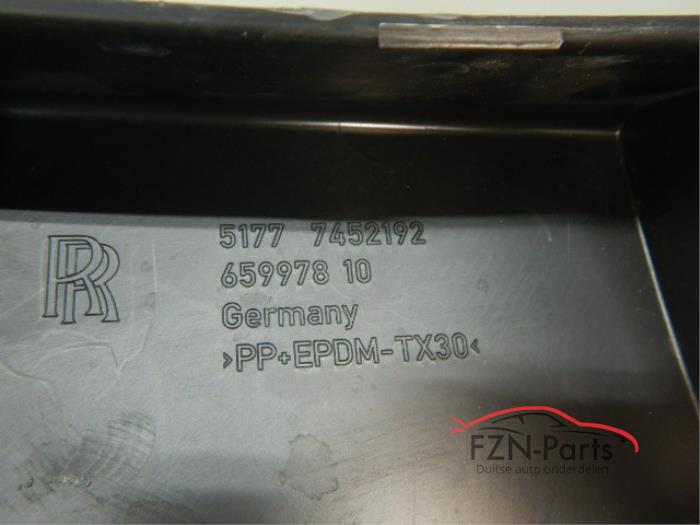 RR
5177 7452192
659978 10
Germany
>PP+EPDM-TX30<
FZN-Parts
Duitse auto onderdelen